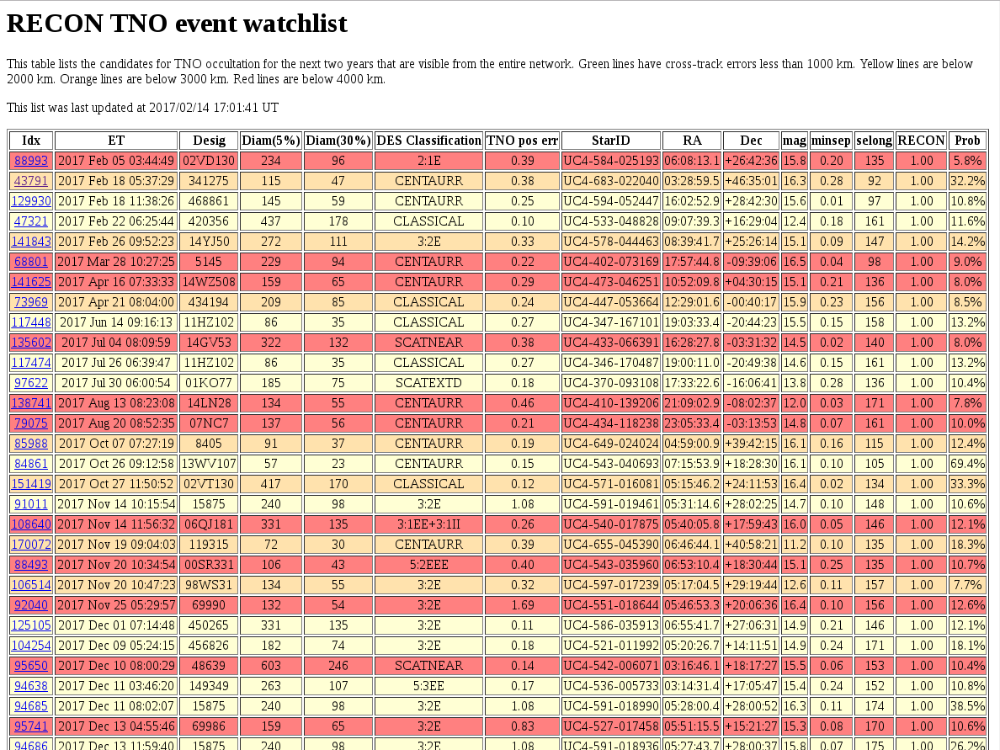 RECON TNO event watchlist
This table lists the candidates for TNO occultation for the next two years that are visible from the entire network. Green lines have cross-track errors less than 1000 km. Yellow lines are below
2000 km. Orange lines are below 3000 km. Red lines are below 4000 km.
This list was last updated at 2017/02/14 17:01:41 UT
Idx ET Desig Diam(5%) Diam(30%) DES Classification TNO pos err StarID RA Dec mag minsep selong RECON Prob
88993 2017 Feb 05 03:44:49 02VD130 234 96 2:1E 0.39 UC4-584-025193 06:08:13.1 +26:42:36 15.8 0.20 135 1.00 5.8%
43791 2017 Feb 18 05:37:29 341275 115 47 CENTAURR 0.38 UC4-683-022040 03:28:59.5 +46:35:01 16.3 0.28 92 1.00 32.2%
129930 2017 Feb 18 11:38:26 468861 145 59 CENTAURR 0.25 UC4-594-052447 16:02:52.9 +28:42:30 15.6 0.01 97 1.00 10.8%
47321 2017 Feb 22 06:25:44 420356 437 178 CLASSICAL 0.10 UC4-533-048828 09:07:39.3 +16:29:04 12.4 0.18 161 1.00 11.6%
141843 2017 Feb 26 09:52:23 14YJ50 272 111 3:2E 0.33 UC4-578-044463 08:39:41.7 +25:26:14 15.1 0.09 147 1.00 14.2%
68801 2017 Mar 28 10:27:25 5145 229 94 CENTAURR 0.22 UC4-402-073169 17:57:44.8 -09:39:06 16.5 0.04 98 1.00 9.0%
141625 2017 Apr 16 07:33:33 14WZ508 159 65 CENTAURR 0.29 UC4-473-046251 10:52:09.8 +04:30:15 15.1 0.21 136 1.00 8.0%
73969 2017 Apr 21 08:04:00 434194 209 85 CLASSICAL 0.24 UC4-447-053664 12:29:01.6 -00:40:17 15.9 0.23 156 1.00 8.5%
117448 2017 Jun 14 09:16:13 11HZ102 86 35 CLASSICAL 0.27 UC4-347-167101 19:03:33.4 -20:44:23 15.5 0.15 158 1.00 13.2%
135602 2017 Jul 04 08:09:59 14GV53 322 132 SCATNEAR 0.38 UC4-433-066391 16:28:27.8 -03:31:32 14.5 0.02 140 1.00 8.0%
117474 2017 Jul 26 06:39:47 11HZ102 86 35 CLASSICAL 0.27 UC4-346-170487 19:00:11.0 -20:49:38 14.6 0.15 161 1.00 13.2%
97622 2017 Jul 30 06:00:54 01KO77 185 75 SCATEXTD 0.18 UC4-370-093108 17:33:22.6 -16:06:41 13.8 0.28 136 1.00 10.4%
138741 2017 Aug 13 08:23:08 14LN28 134 55 CENTAURR 0.46 UC4-410-139206 21:09:02.9 -08:02:37 12.0 0.03 171 1.00 7.8%
79075 2017 Aug 20 08:52:35 07NC7 137 56 CENTAURR 0.21 UC4-434-118238 23:05:33.4 -03:13:53 14.8 0.07 161 1.00 10.0%
85988 2017 Oct 07 07:27:19 8405 91 37 CENTAURR 0.19 UC4-649-024024 04:59:00.9 +39:42:15 16.1 0.16 115 1.00 12.4%
84861 2017 Oct 26 09:12:58 13WV107 57 23 CENTAURR 0.15 UC4-543-040693 07:15:53.9 +18:28:30 16.1 0.10 105 1.00 69.4%
151419 2017 Oct 27 11:50:52 02VT130 417 170 CLASSICAL 0.12 UC4-571-016081 05:15:46.2 +24:11:53 16.4 0.02 134 1.00 33.3%
91011 2017 Nov 14 10:15:54 15875 240 98 3:2E 1.08 UC4-591-019461 05:31:14.6 +28:02:25 14.7 0.10 148 1.00 10.6%
108640 2017 Nov 14 11:56:32 06QJ181 331 135 3:1EE+3:1II 0.26 UC4-540-017875 05:40:05.8 +17:59:43 16.0 0.05 146 1.00 12.1%
170072 2017 Nov 19 09:04:03 119315 72 30 CENTAURR 0.39 UC4-655-045390 06:46:44.1 +40:58:21 11.2 0.10 135 1.00 18.3%
88493 2017 Nov 20 10:34:54 00SR331 106 43 5:2EEE 0.40 UC4-543-035960 06:53:10.4 +18:30:44 15.1 0.25 135 1.00 10.7%
106514 2017 Nov 20 10:47:23 98WS31 134 55 3:2E 0.32 UC4-597-017239 05:17:04.5 +29:19:44 12.6 0.11 157 1.00 7.7%
92040 2017 Nov 25 05:29:57 69990 132 54 3:2E 1.69 UC4-551-018644 05:46:53.3 +20:06:36 16.4 0.10 156 1.00 12.6%
125105 2017 Dec 01 07:14:48 450265 331 135 3:2E 0.11 UC4-586-035913 06:55:41.7 +27:06:31 14.9 0.21 146 1.00 12.1%
104254 2017 Dec 09 05:24:15 456826 182 74 3:2E 0.18 UC4-521-011992 05:20:26.7 +14:11:51 14.9 0.24 171 1.00 18.1%
95650 2017 Dec 10 08:00:29 48639 603 246 SCATNEAR 0.14 UC4-542-006071 03:16:46.1 +18:17:27 15.5 0.06 153 1.00 10.4%
94638 2017 Dec 11 03:46:20 149349 263 107 5:3EE 0.17 UC4-536-005733 03:14:31.4 +17:05:47 15.4 0.24 152 1.00 10.8%
94685 2017 Dec 11 08:02:07 15875 240 98 3:2E 1.08 UC4-591-018990 05:28:00.4 +28:00:52 16.3 0.11 174 1.00 38.5%
95741 2017 Dec 13 04:55:46 69986 159 65 3:2E 0.83 UC4-527-017458 05:51:15.5 +15:21:27 15.3 0.08 170 1.00 10.6%
94686 2017 Dec 13 11:59:40 15875 240 98 3:2E 1.08 UC4-591-018936 05:27:43.7 +28:00:37 15.8 0.07 175 1.00 26.2%